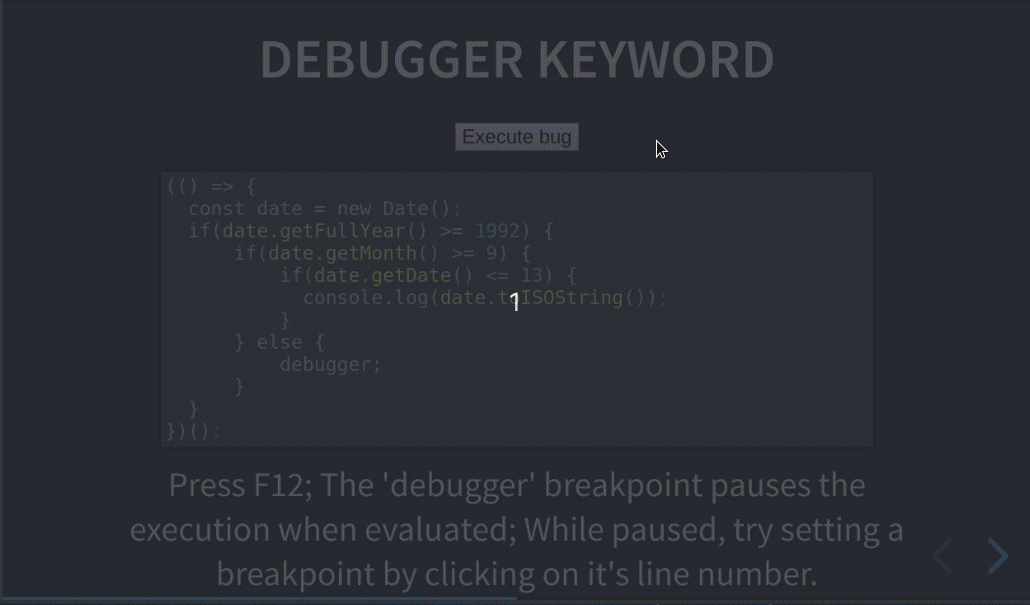 DEBUGGER KEYWORD
Execute bug
(() => {
  const date = new Date();
  if(date.getFullYear() >= 1992) {
      if(date.getMonth() >= 9) {
          if(date.getDate() <= 13) {
            console.log(date.toISOString());
          }
      } else {
          debugger;
      }
  }
})();
1
Press F12; The 'debugger' breakpoint pauses the
execution when evaluated; While paused, try setting a
breakpoint by clicking on it's line number.